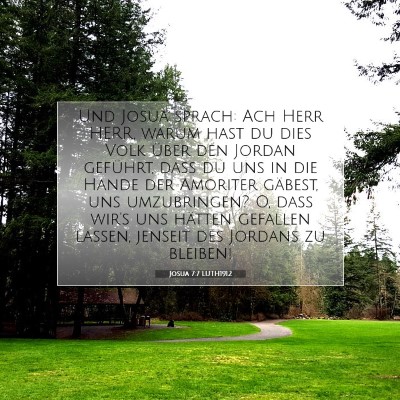 Und Josua sprach: Ach Herr
Herr, warum hast du dies
Volk über den Jordan
geführt, daß du uns in die
Hände der Amoriter gäbest,
uns umzubringen? O, daß
wir's uns hätten gefallen
lassen, jenseit des Jordans zu
bleiben!
Josua 7:7 LUTH1912